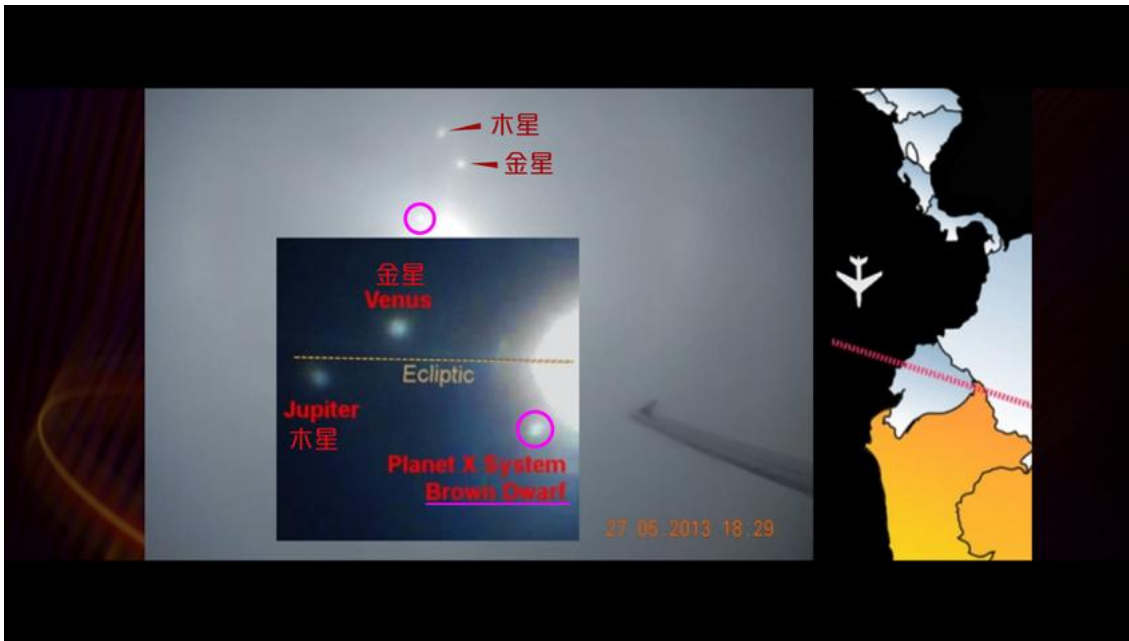 木星
金星
金星
Venus
Ecliptic
Jupiter
木星
Planet X System
Brown Dwarf
27 05 2013 18 29